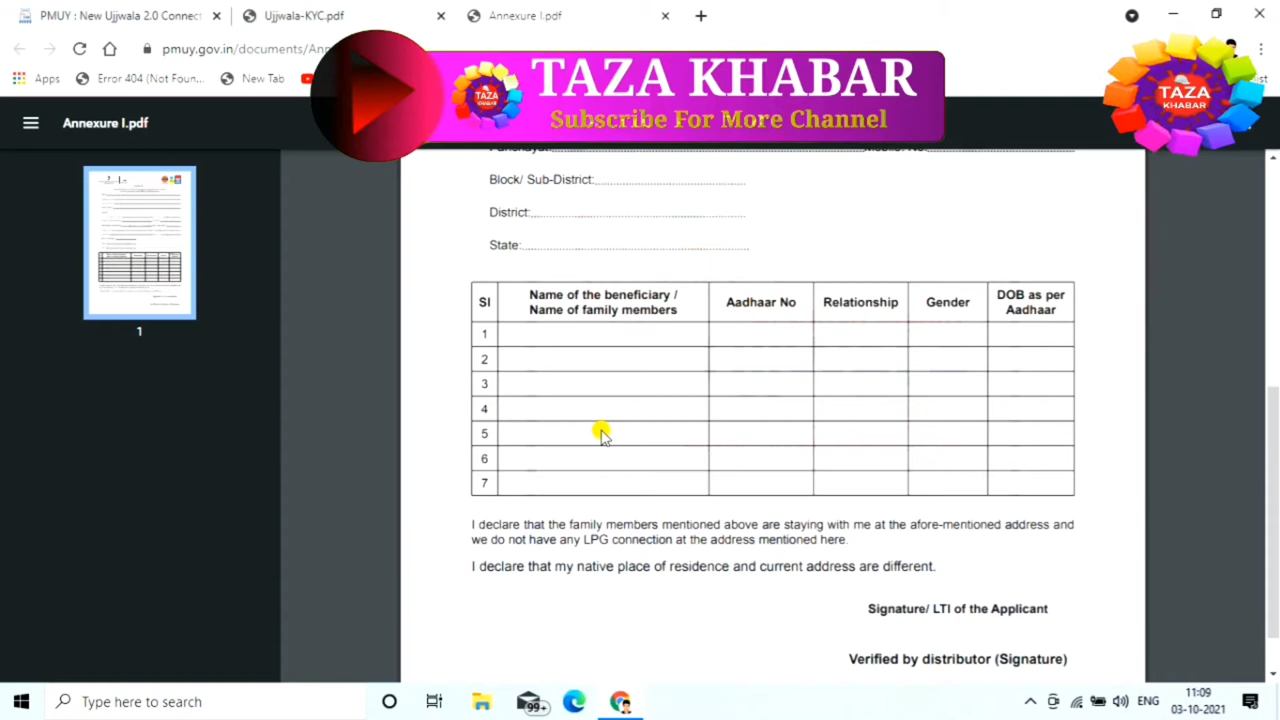 PMUY : New Ujjwala 2.0 Connect
Ujjwala-KYC.pdf
Annexure I.pdf
pmuy.gov.in/documents/Ann
Apps
Error 404 (Not Foun...
New Tab
TAZA
KHABAR
TAZA KHABAR
Subscribe For More Channel
TAZA
KHABAR
Annexure I.pdf
1
Block/ Sub-District:
District:
State:
Sl
Name of the beneficiary /
Name of family members
Aadhaar No
Relationship
Gender
DOB as per
Aadhaar
1
2
3
4
5
6
7
I declare that the family members mentioned above are staying with me at the afore-mentioned address and
we do not have any LPG connection at the address mentioned here.
I declare that my native place of residence and current address are different.
Signature/ LTI of the Applicant
Verified by distributor (Signature)
Type here to search
99+
ENG
11:09
03-10-2021